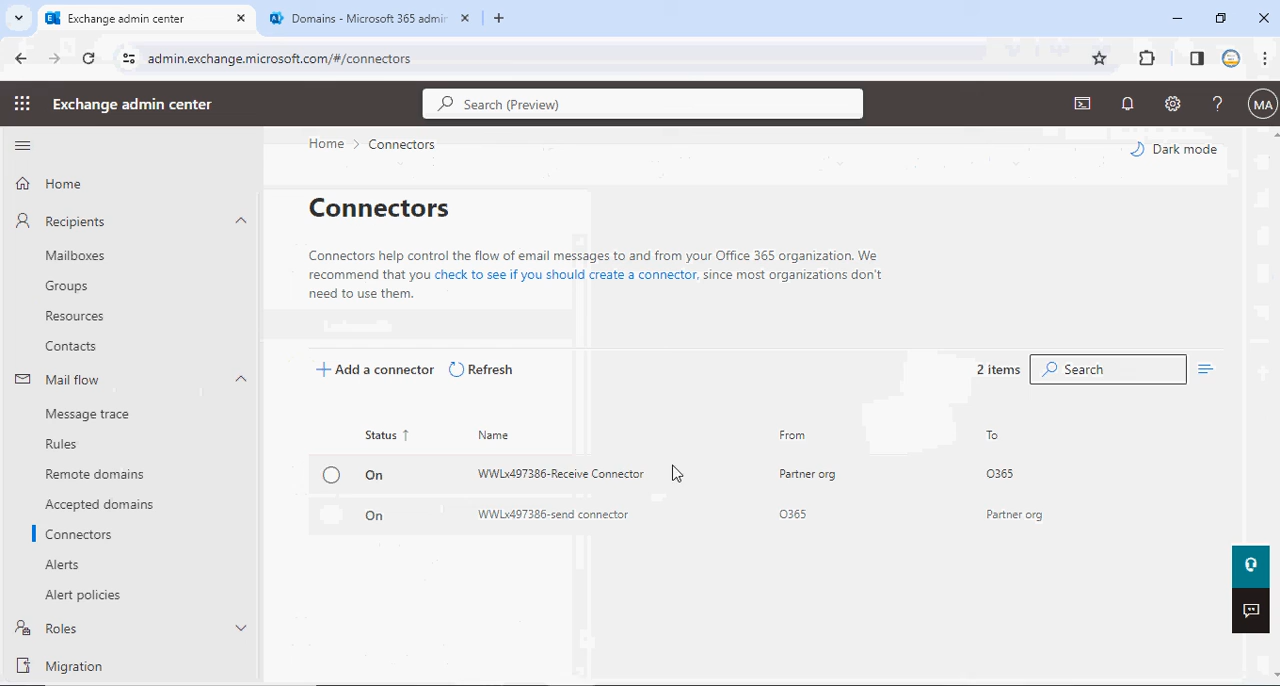 Exchange admin center
Domains - Microsoft 365 admin
admin.exchange.microsoft.com/#/connectors
Exchange admin center
Search (Preview)
MA
Home > Connectors
Dark mode
Home
Recipients
Mailboxes
Groups
Resources
Contacts
Mail flow
Message trace
Rules
Remote domains
Accepted domains
Connectors
Alerts
Alert policies
Roles
Migration
Connectors
Connectors help control the flow of email messages to and from your Office 365 organization. We
recommend that you check to see if you should create a connector, since most organizations don't
need to use them.
Add a connector Refresh 2 items Search
Status ↑ Name From To
On WWLx497386-Receive Connector Partner org O365
On WWLx497386-send connector O365 Partner org